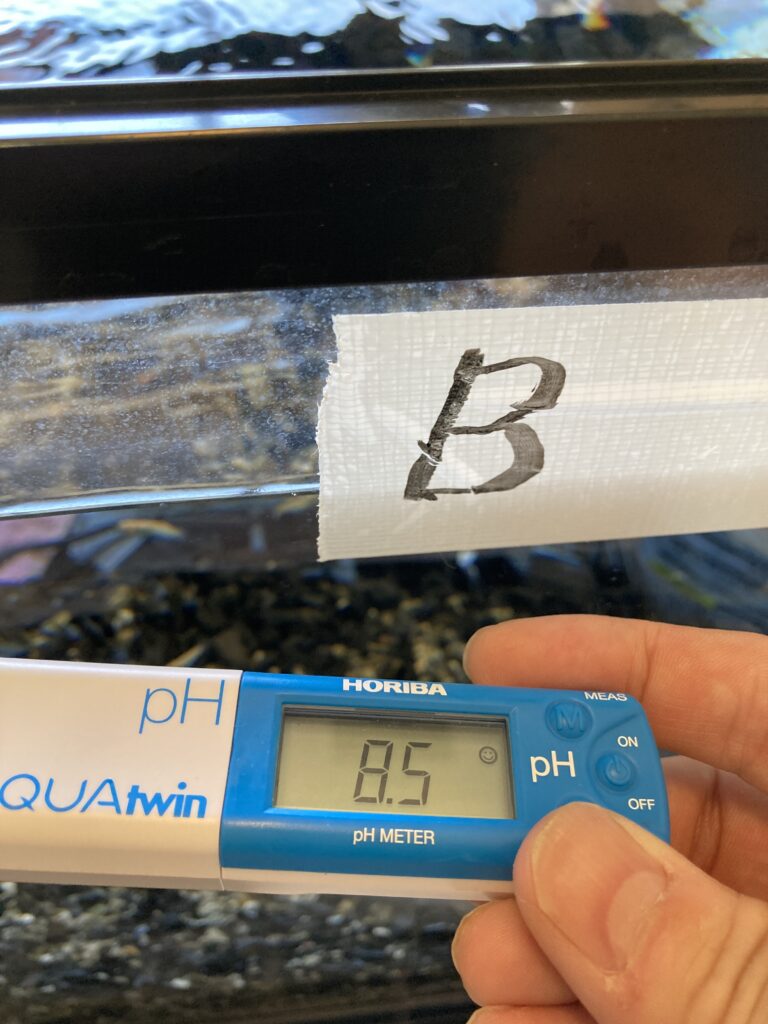 B
HORIBA
MEAS
pH
M
ON
8.5
pH
QUAtwin
OFF
pH METER